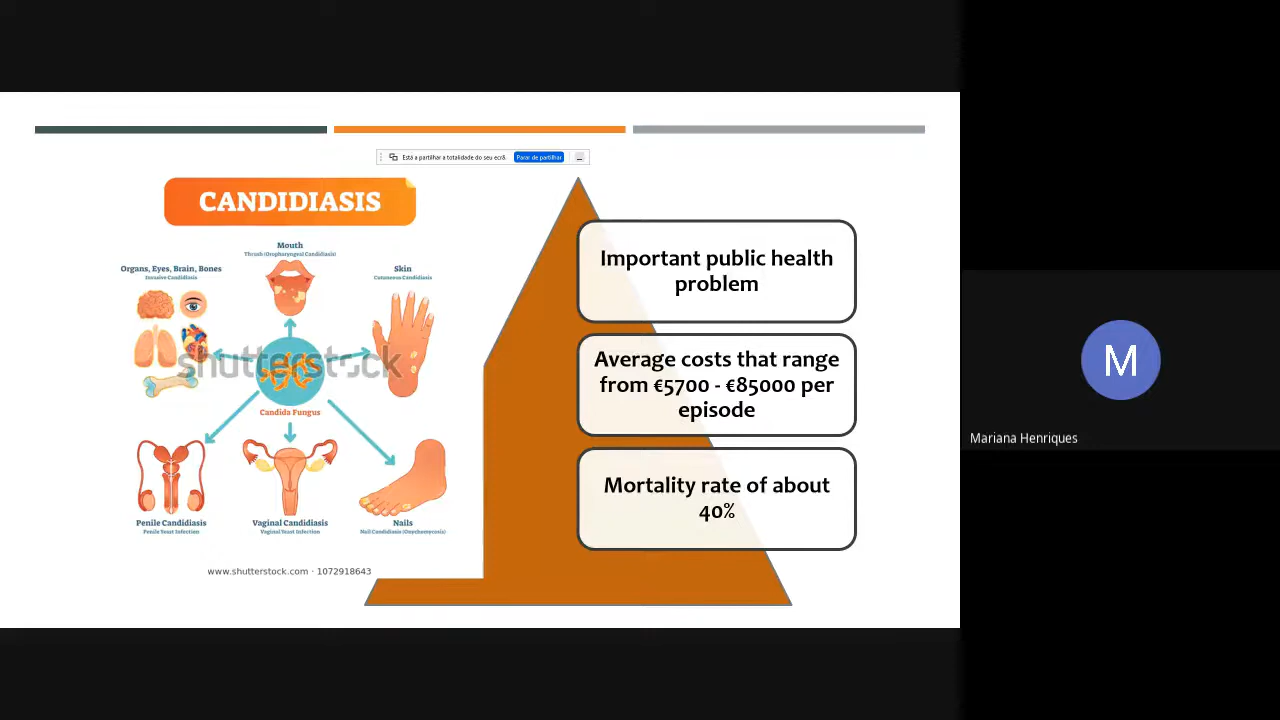 Está a partilhar a totalidade do seu ecrã
Parar de partilhar
CANDIDIASIS
Mouth
Thrush (Oropharyngeal Candidiasis)
Organs, Eyes, Brain, Bones
Invasive Candidiasis
Skin
Cutaneous Candidiasis
shutterstock
Candida Fungus
Penile Candidiasis
Penile Yeast Infection
Vaginal Candidiasis
Vaginal Yeast Infection
Nails
Nail Candidiasis (Onychomycosis)
www.shutterstock.com · 1072918643
Important public health
problem
Average costs that range
from €5700 - €85000 per
episode
Mortality rate of about
40%
M
Mariana Henriques